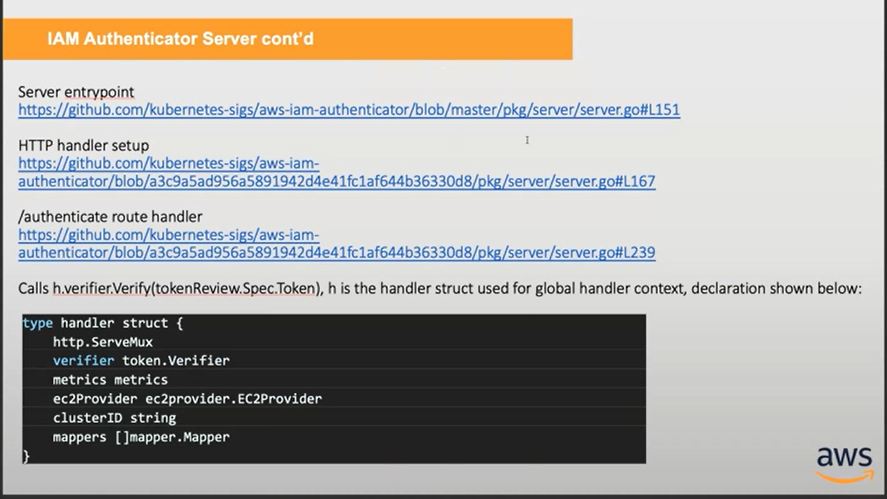 IAM Authenticator Server cont'd
Server entrypoint
https://github.com/kubernetes-sigs/aws-iam-authenticator/blob/master/pkg/server/server.go#L151
HTTP handler setup
https://github.com/kubernetes-sigs/aws-iam-
authenticator/blob/a3c9a5ad956a5891942d4e41fc1af644b36330d8/pkg/server/server.go#L167
/authenticate route handler
https://github.com/kubernetes-sigs/aws-iam-
authenticator/blob/a3c9a5ad956a5891942d4e41fc1af644b36330d8/pkg/server/server.go#L239
Calls h.verifier.Verify(tokenReview.Spec.Token), h is the handler struct used for global handler context, declaration shown below:
type handler struct {
    http.ServeMux
    verifier token.Verifier
    metrics metrics
    ec2Provider ec2provider.EC2Provider
    clusterID string
    mappers []mapper.Mapper
}
aws